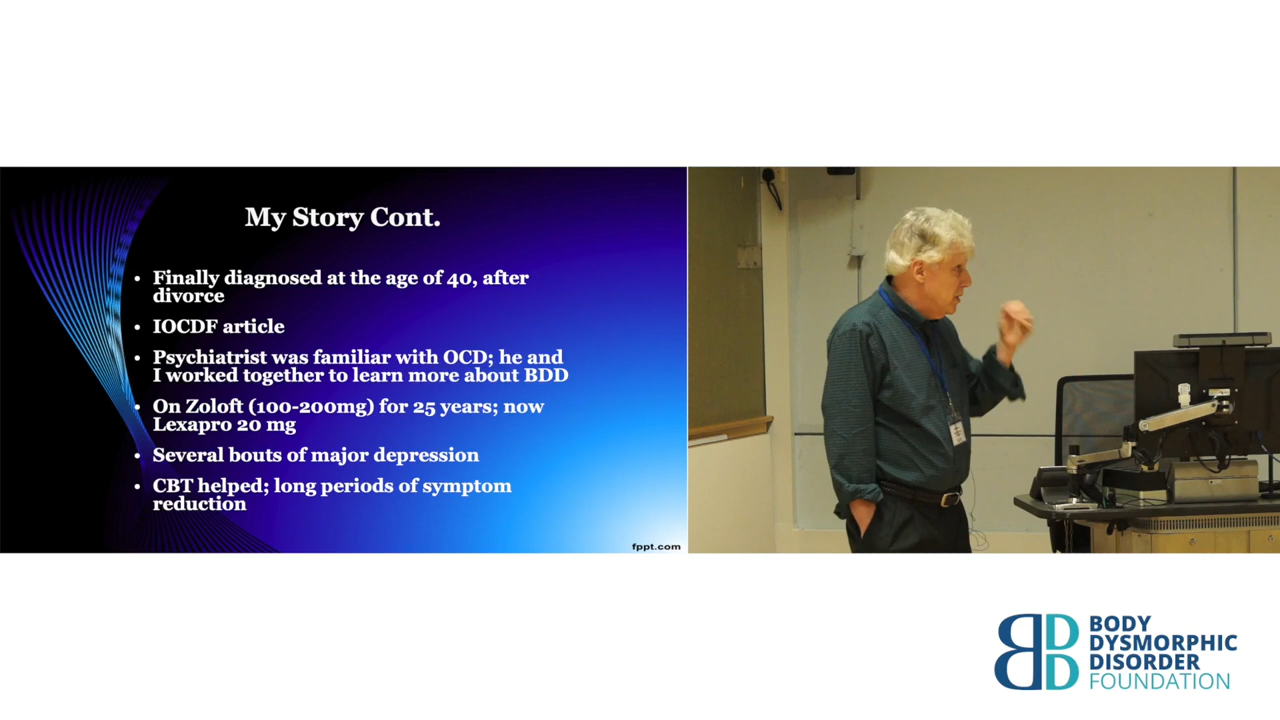 My Story Cont.
• Finally diagnosed at the age of 40, after
divorce
• IOCDF article
• Psychiatrist was familiar with OCD; he and
I worked together to learn more about BDD
• On Zoloft (100-200mg) for 25 years; now
Lexapro 20 mg
• Several bouts of major depression
• CBT helped; long periods of symptom
reduction
fppt.com
BODY
DYSMORPHIC
DISORDER
FOUNDATION